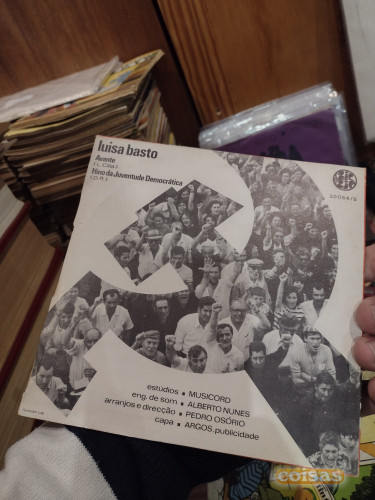 luisa basto
Avante
( L. Cília )
Hino da Juventude Democrática
( D. R. )
estúdios • MUSICORD
eng. de som • ALBERTO NUNES
arranjos e direcção • PEDRO OSÓRIO
capa • ARGOS, publicidade
coisas